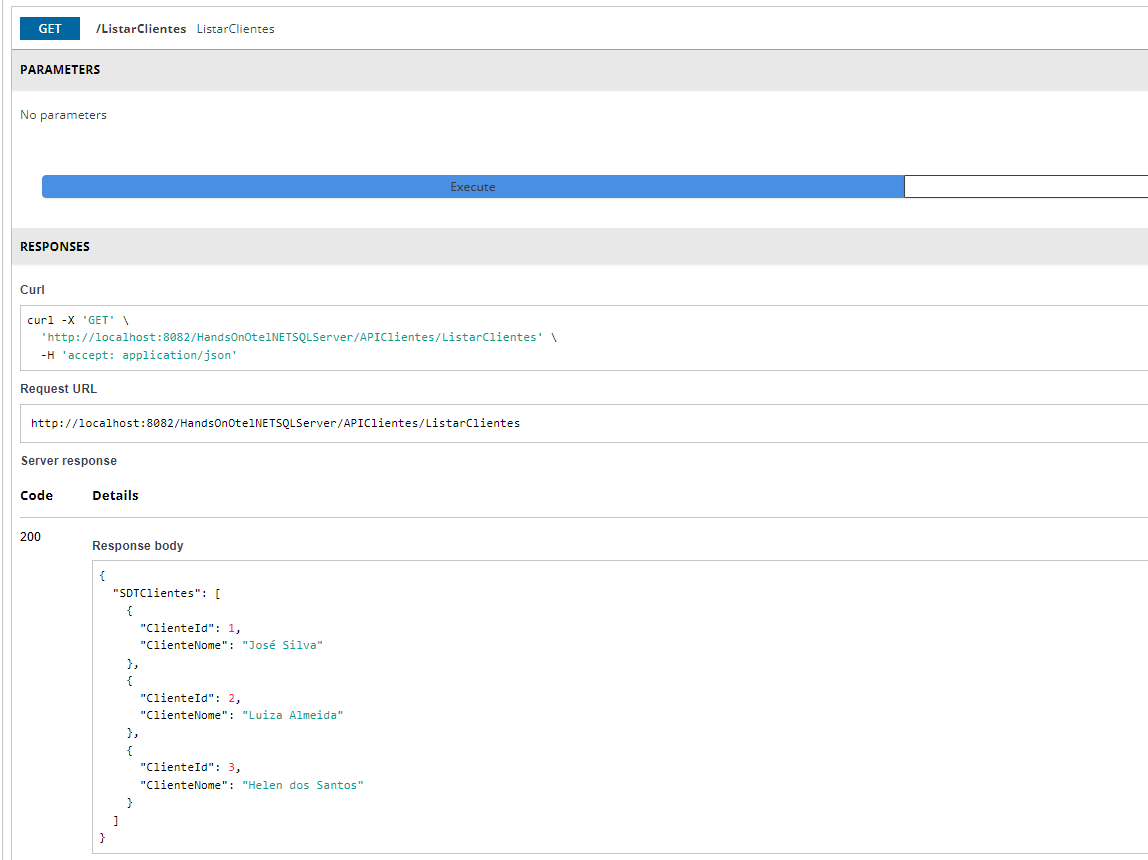 GET /ListarClientes ListarClientes
PARAMETERS
No parameters
Execute
RESPONSES
Curl
curl -X 'GET' \
  'http://localhost:8082/HandsOnOtelNETSQLServer/APIClientes/ListarClientes' \
  -H 'accept: application/json'
Request URL
http://localhost:8082/HandsOnOtelNETSQLServer/APIClientes/ListarClientes
Server response
Code Details
200
Response body
{
  "SDTClientes": [
    {
      "ClienteId": 1,
      "ClienteNome": "José Silva"
    },
    {
      "ClienteId": 2,
      "ClienteNome": "Luiza Almeida"
    },
    {
      "ClienteId": 3,
      "ClienteNome": "Helen dos Santos"
    }
  ]
}